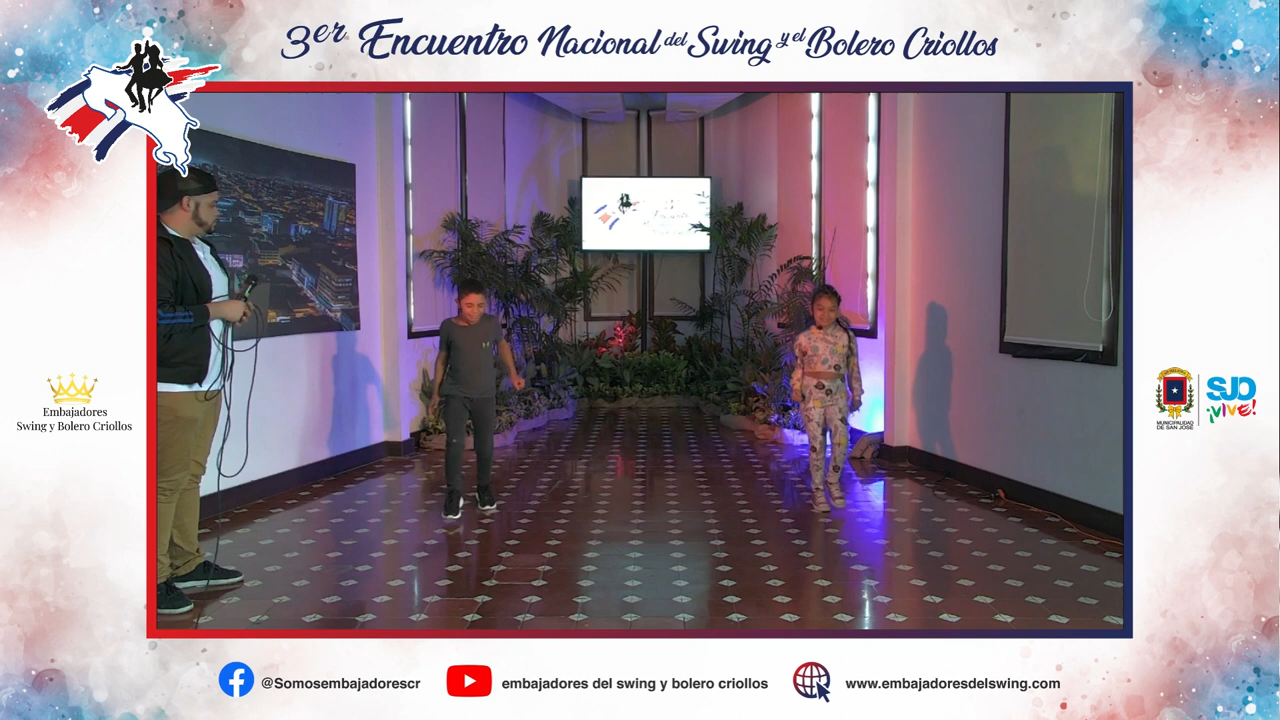 3er. Encuentro Nacional del Swing y el Bolero Criollos
Embajadores
Swing y Bolero Criollos
MUNICIPALIDAD
DE SAN JOSÉ
SJO
¡VIVE!
@Somosembajadorescr
embajadores del swing y bolero criollos
www.embajadoresdelswing.com